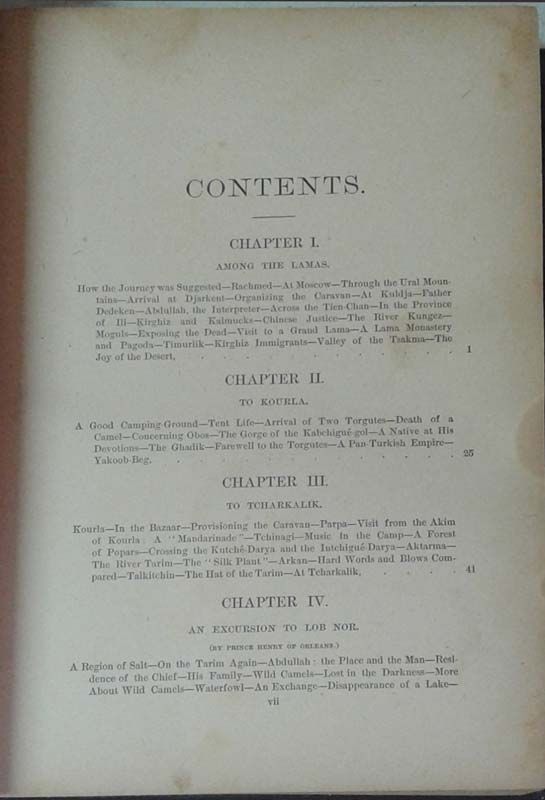 CONTENTS.
CHAPTER I.
AMONG THE LAMAS.
How the Journey was Suggested—Rachmed—At Moscow—Through the Ural Moun-
tains—Arrival at Djarkent—Organizing the Caravan—At Kuldja—Father
Dedeken—Abdullah, the Interpreter—Across the Tien-Chan—In the Province
of Ili—Kirghiz and Kalmucks—Chinese Justice—The River Kungez—
Moguls—Exposing the Dead—Visit to a Grand Lama—A Lama Monastery
and Pagoda—Timurlik—Kirghiz Immigrants—Valley of the Tsakma—The
Joy of the Desert, . . . . . . . . . . 1
CHAPTER II.
TO KOURLA.
A Good Camping-Ground—Tent Life—Arrival of Two Torgutes—Death of a
Camel—Concerning Obos—The Gorge of the Kabchigué-gol—A Native at His
Devotions—The Ghadik—Farewell to the Torgutes—A Pan-Turkish Empire—
Yakoob-Beg, . . . . . . . . . . . 25
CHAPTER III.
TO TCHARKALIK.
Kourla—In the Bazaar—Provisioning the Caravan—Parpa—Visit from the Akim
of Kourla: A "Mandarinade"—Tchinagi—Music in the Camp—A Forest
of Popars—Crossing the Kutché-Darya and the Intchigué-Darya—Aktarma—
The River Tarim—The "Silk Plant"—Arkan—Hard Words and Blows Com-
pared—Talkitchin—The Hat of the Tarim—At Tcharkalik, . . . . 41
CHAPTER IV.
AN EXCURSION TO LOB NOR.
(BY PRINCE HENRY OF ORLEANS.)
A Region of Salt—On the Tarim Again—Abdullah: the Place and the Man—Resi-
dence of the Chief—His Family—Wild Camels—Lost in the Darkness—More
About Wild Camels—Waterfowl—An Exchange—Disappearance of a Lake—
vii